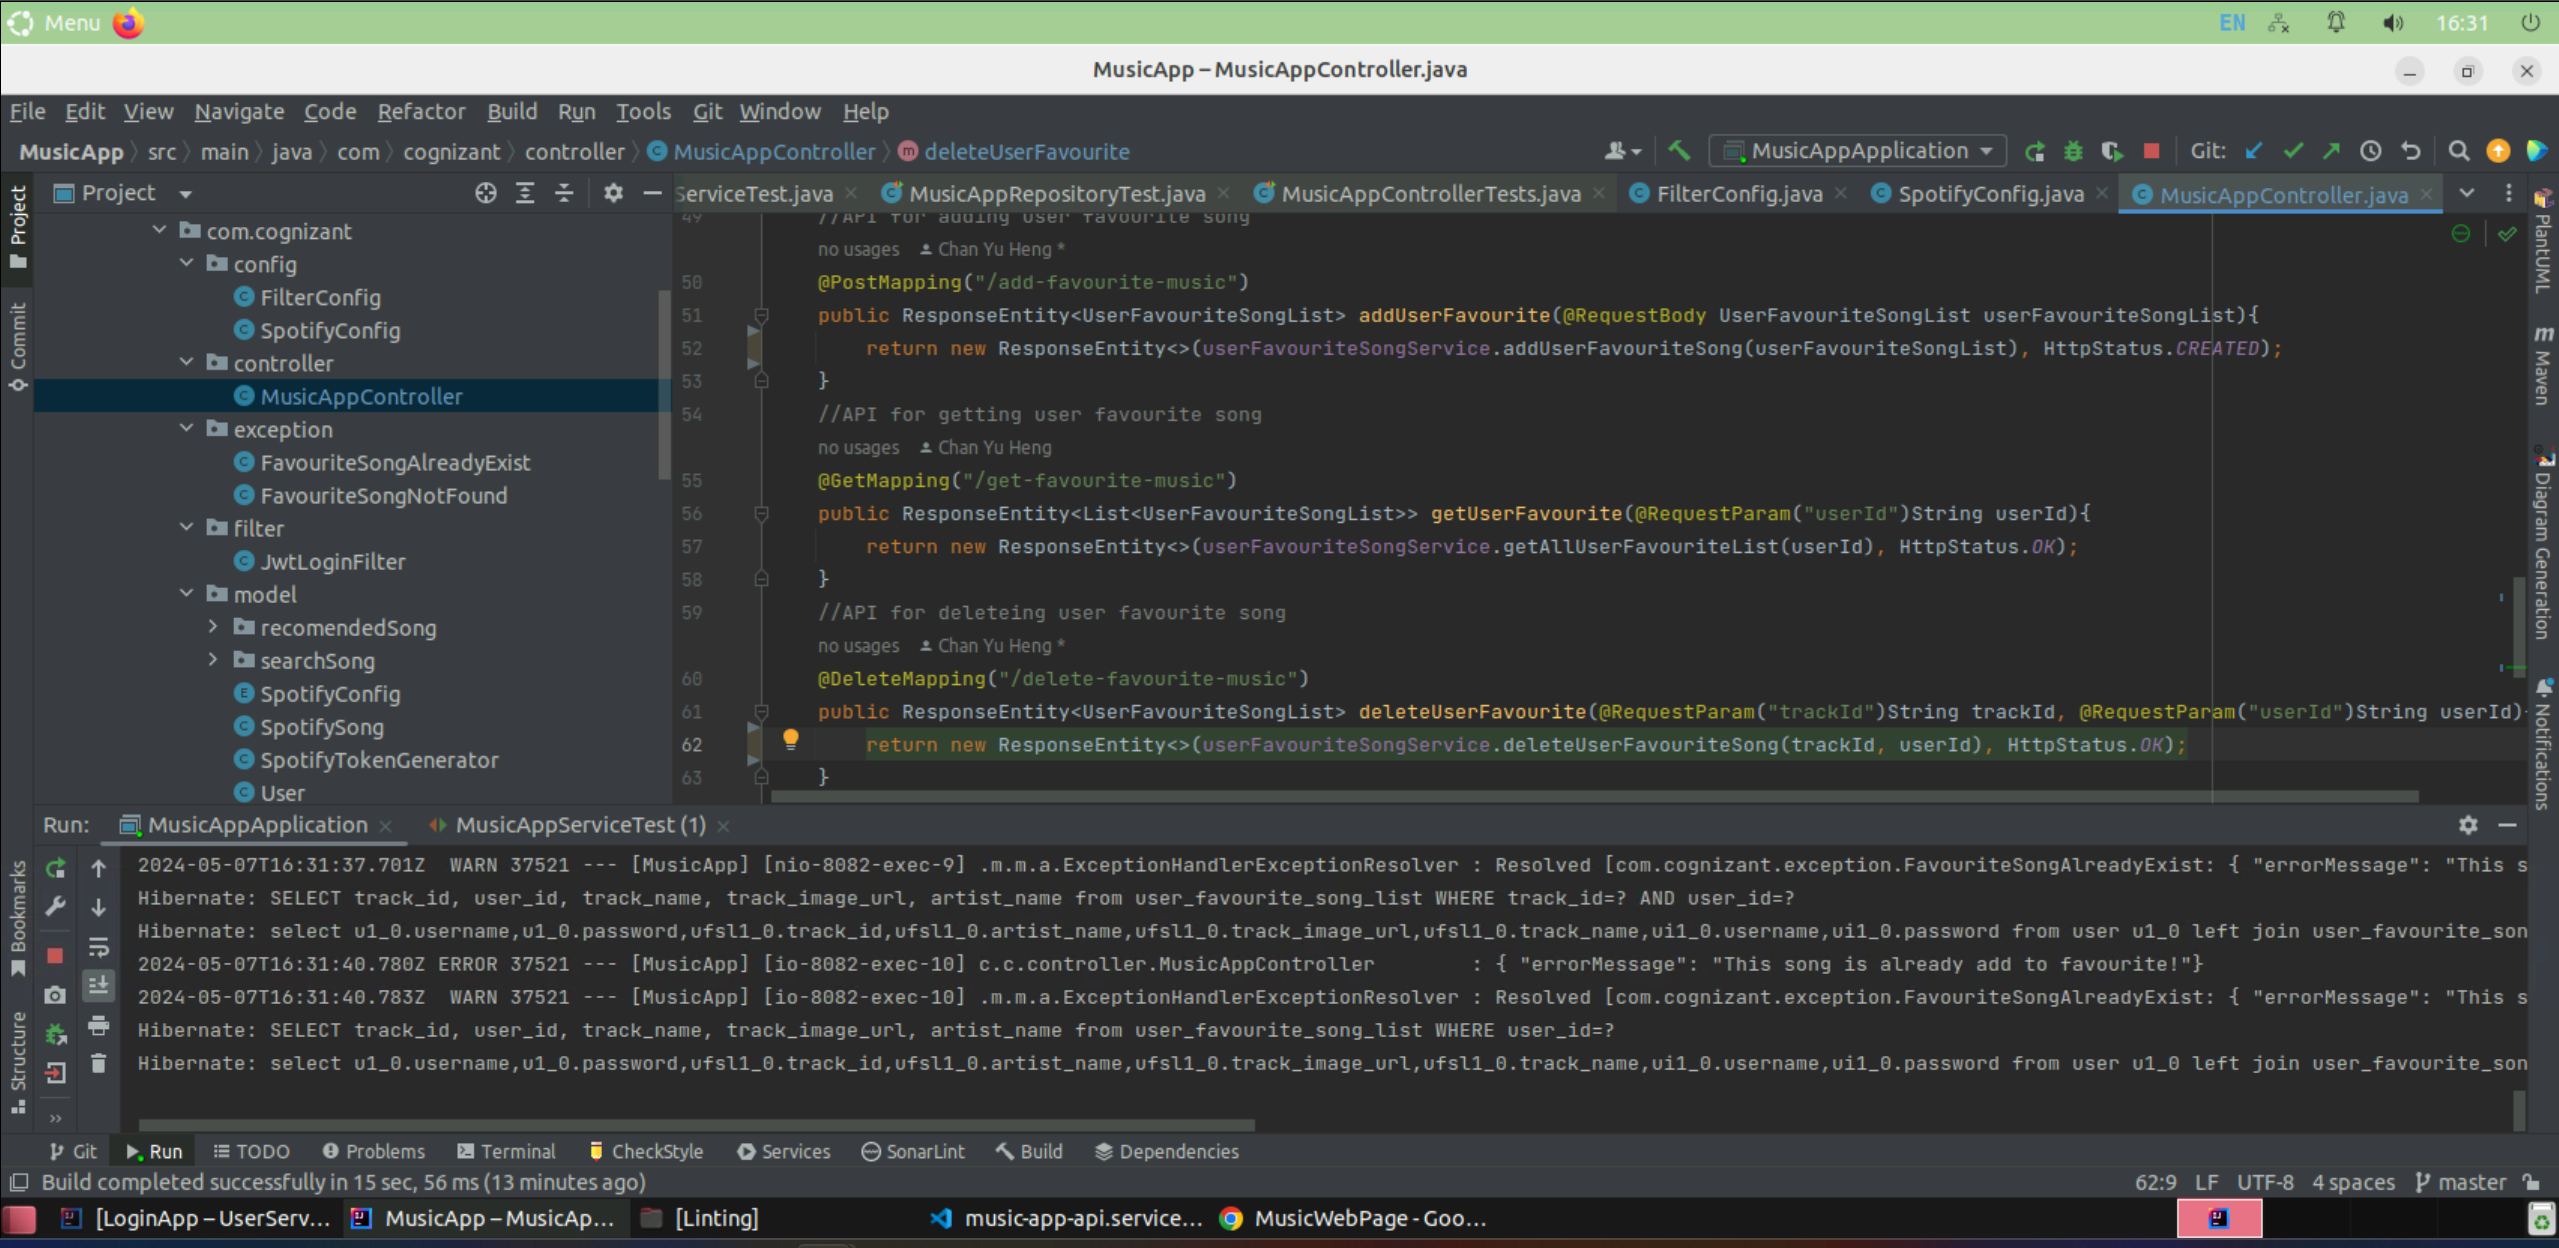 Menu EN 16:31
MusicApp – MusicAppController.java
File Edit View Navigate Code Refactor Build Run Tools Git Window Help
MusicApp src main java com cognizant controller MusicAppController deleteUserFavourite MusicAppApplication Git:
Project
ServiceTest.java MusicAppRepositoryTest.java MusicAppControllerTests.java FilterConfig.java SpotifyConfig.java MusicAppController.java
Project
Commit
Bookmarks
Structure
com.cognizant
config
FilterConfig
SpotifyConfig
controller
MusicAppController
exception
FavouriteSongAlreadyExist
FavouriteSongNotFound
filter
JwtLoginFilter
model
recomendedSong
searchSong
SpotifyConfig
SpotifySong
SpotifyTokenGenerator
User
49 //API for adding user favourite song
no usages Chan Yu Heng *
50 @PostMapping("/add-favourite-music")
51 public ResponseEntity<UserFavouriteSongList> addUserFavourite(@RequestBody UserFavouriteSongList userFavouriteSongList){
52 return new ResponseEntity<>(userFavouriteSongService.addUserFavouriteSong(userFavouriteSongList), HttpStatus.CREATED);
53 }
54 //API for getting user favourite song
no usages Chan Yu Heng
55 @GetMapping("/get-favourite-music")
56 public ResponseEntity<List<UserFavouriteSongList>> getUserFavourite(@RequestParam("userId")String userId){
57 return new ResponseEntity<>(userFavouriteSongService.getAllUserFavouriteList(userId), HttpStatus.OK);
58 }
59 //API for deleteing user favourite song
no usages Chan Yu Heng *
60 @DeleteMapping("/delete-favourite-music")
61 public ResponseEntity<UserFavouriteSongList> deleteUserFavourite(@RequestParam("trackId")String trackId, @RequestParam("userId")String userId)
62 return new ResponseEntity<>(userFavouriteSongService.deleteUserFavouriteSong(trackId, userId), HttpStatus.OK);
63 }
PlantUML
Maven
Diagram Generation
Notifications
Run: MusicAppApplication MusicAppServiceTest (1)
2024-05-07T16:31:37.701Z WARN 37521 --- [MusicApp] [nio-8082-exec-9] .m.m.a.ExceptionHandlerExceptionResolver : Resolved [com.cognizant.exception.FavouriteSongAlreadyExist: { "errorMessage": "This s
Hibernate: SELECT track_id, user_id, track_name, track_image_url, artist_name from user_favourite_song_list WHERE track_id=? AND user_id=?
Hibernate: select u1_0.username,u1_0.password,ufsl1_0.track_id,ufsl1_0.artist_name,ufsl1_0.track_image_url,ufsl1_0.track_name,ui1_0.username,ui1_0.password from user u1_0 left join user_favourite_son
2024-05-07T16:31:40.780Z ERROR 37521 --- [MusicApp] [io-8082-exec-10] c.c.controller.MusicAppController : { "errorMessage": "This song is already add to favourite!"}
2024-05-07T16:31:40.783Z WARN 37521 --- [MusicApp] [io-8082-exec-10] .m.m.a.ExceptionHandlerExceptionResolver : Resolved [com.cognizant.exception.FavouriteSongAlreadyExist: { "errorMessage": "This s
Hibernate: SELECT track_id, user_id, track_name, track_image_url, artist_name from user_favourite_song_list WHERE user_id=?
Hibernate: select u1_0.username,u1_0.password,ufsl1_0.track_id,ufsl1_0.artist_name,ufsl1_0.track_image_url,ufsl1_0.track_name,ui1_0.username,ui1_0.password from user u1_0 left join user_favourite_son
Git Run TODO Problems Terminal CheckStyle Services SonarLint Build Dependencies
Build completed successfully in 15 sec, 56 ms (13 minutes ago) 62:9 LF UTF-8 4 spaces master
[LoginApp – UserServ... MusicApp – MusicAp... [Linting] music-app-api.service... MusicWebPage - Goo...